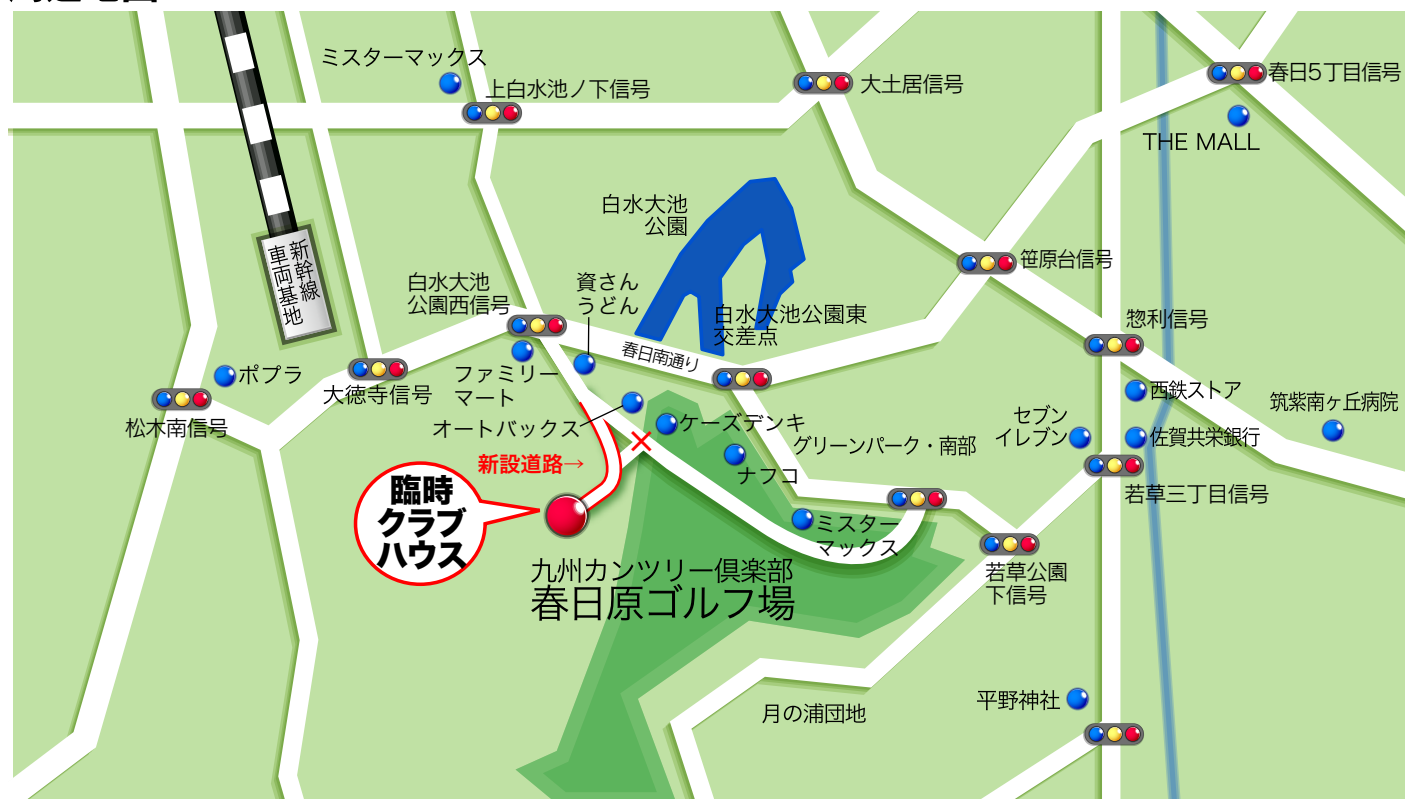 ミスターマックス
上白水池ノ下信号
大土居信号
春日5丁目信号
THE MALL
白水大池
公園
新幹線
車両基地
白水大池
公園西信号
資さん
うどん
白水大池公園東
交差点
笹原台信号
惣利信号
春日南通り
ポプラ
大徳寺信号
ファミリー
マート
松木南信号
オートバックス
ケーズデンキ
グリーンパーク・南部
ナフコ
セブン
イレブン
西鉄ストア
佐賀共栄銀行
筑紫南ヶ丘病院
新設道路→
臨時
クラブ
ハウス
若草三丁目信号
ミスター
マックス
若草公園
下信号
九州カンツリー倶楽部
春日原ゴルフ場
平野神社
月の浦団地